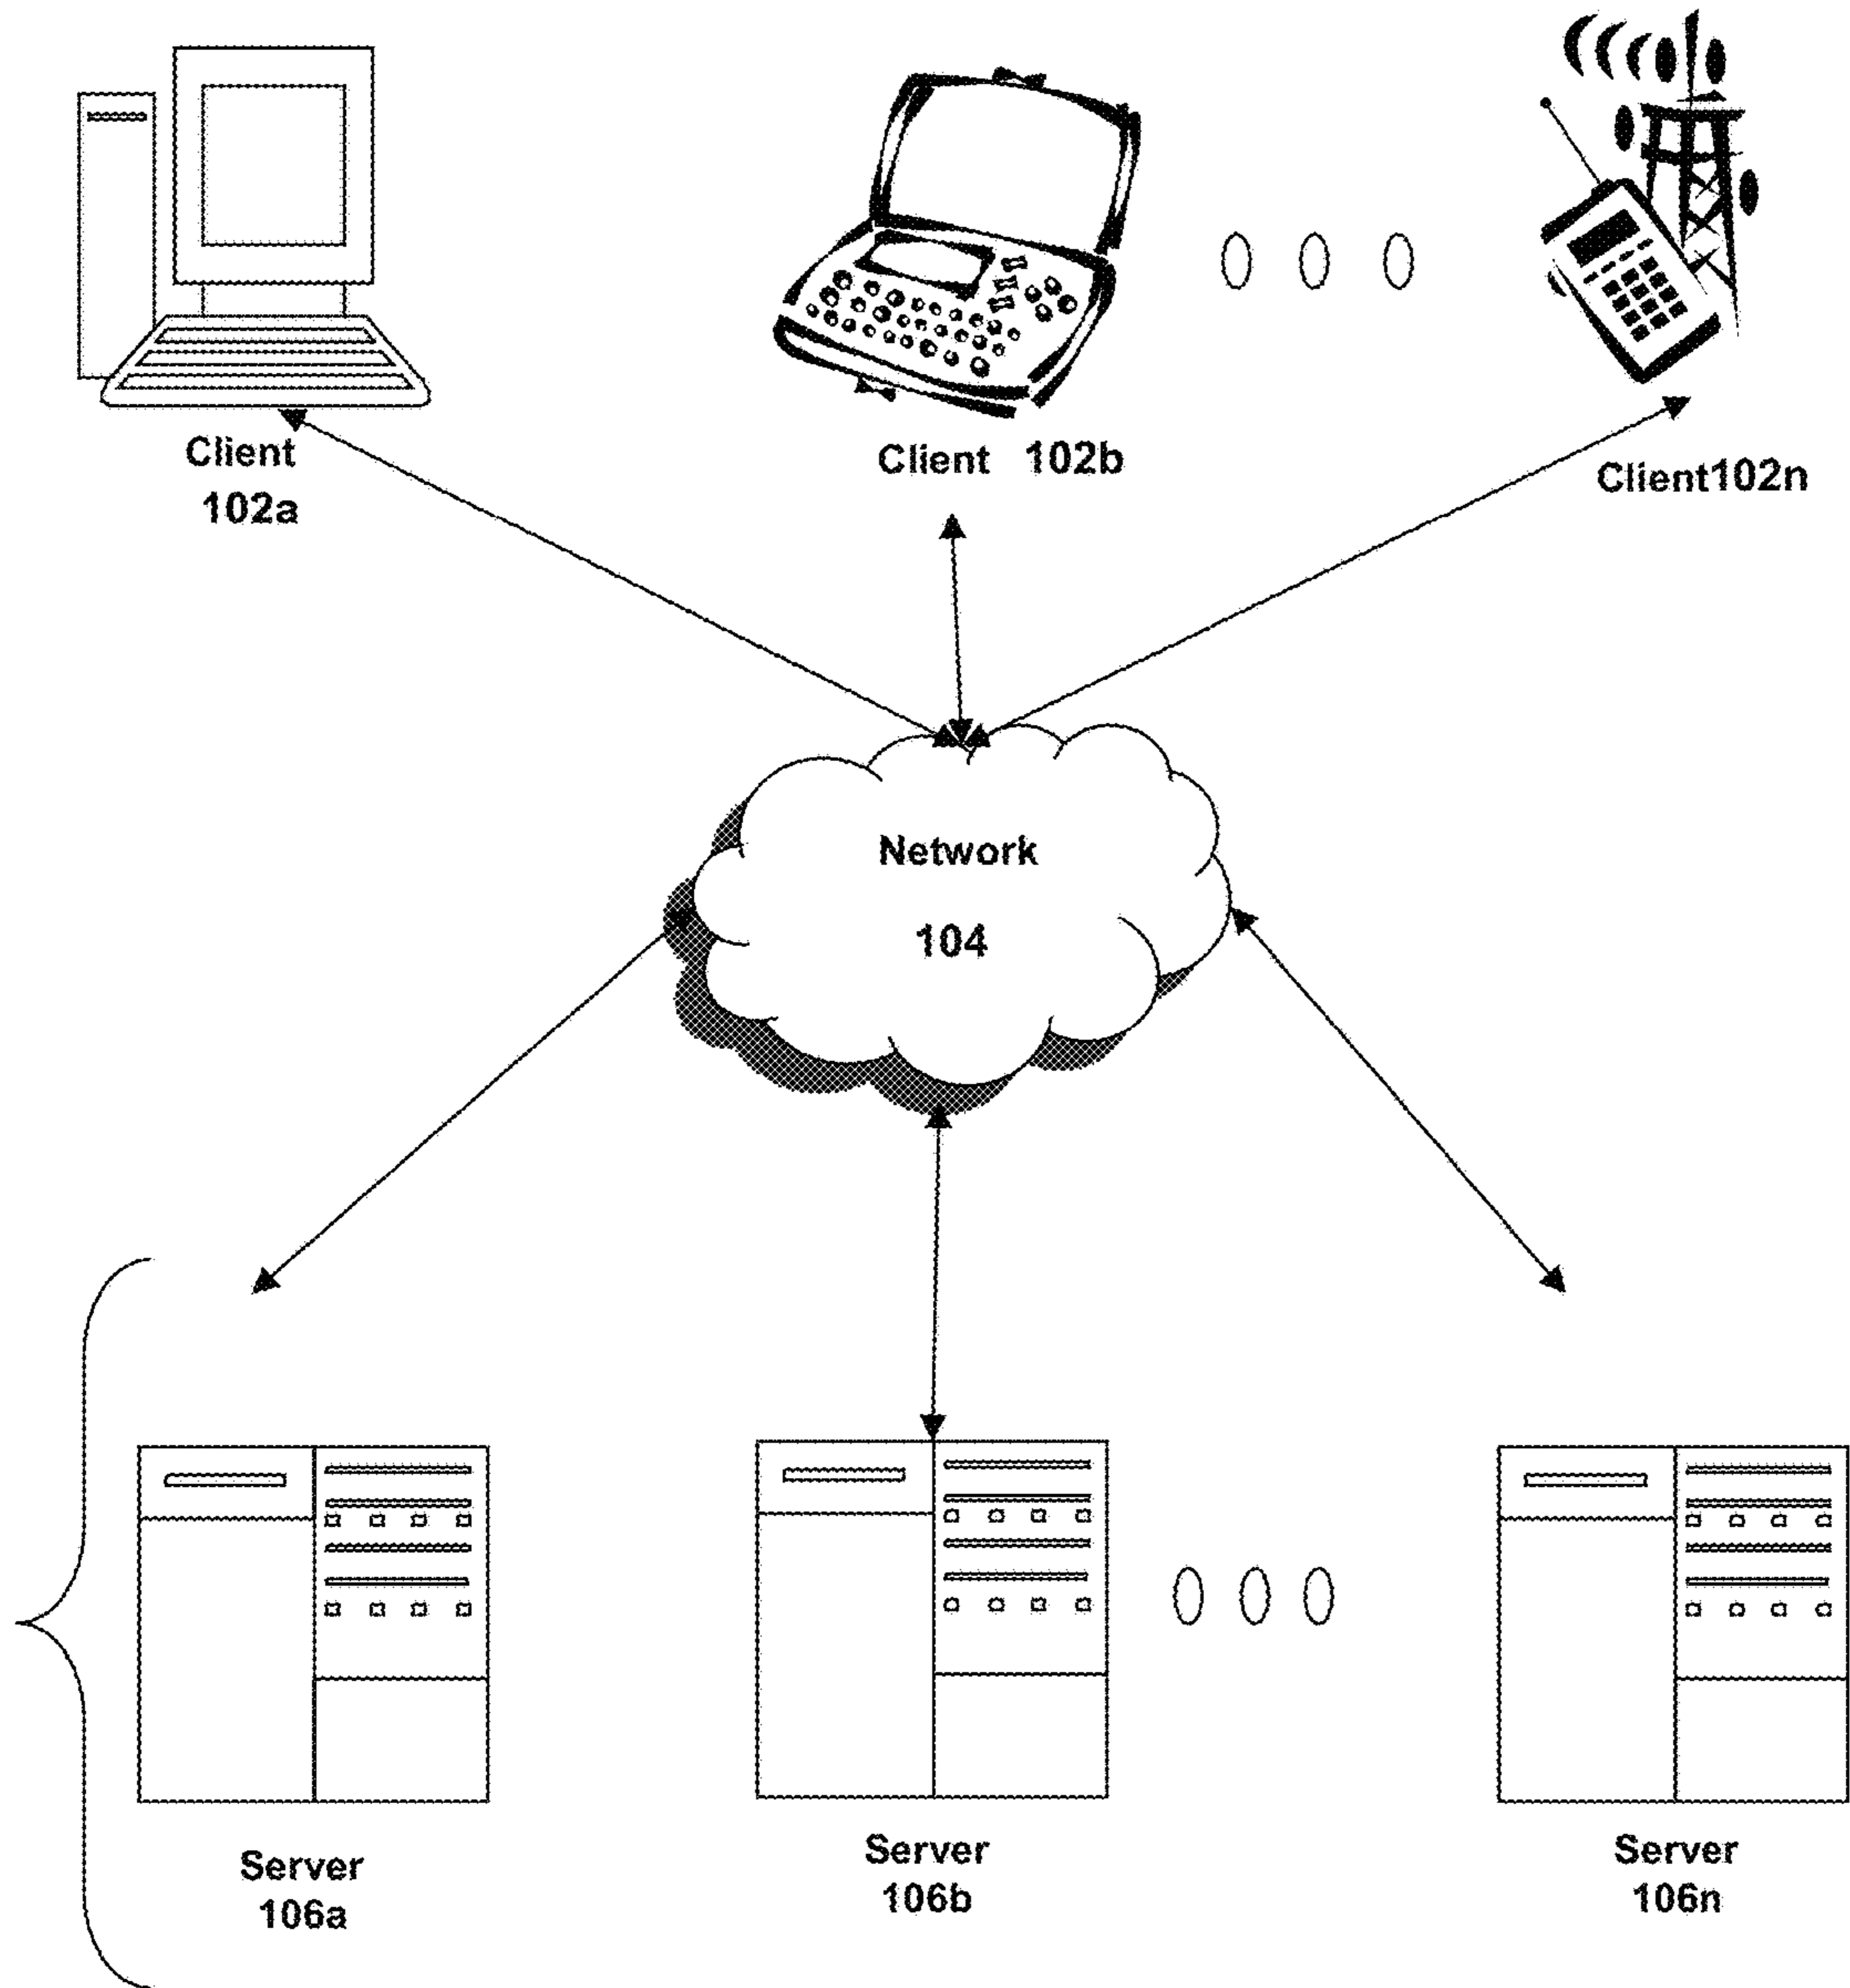 Client
102a
Client 102b
Client102n
Network
104
Server
106a
Server
106b
Server
106n